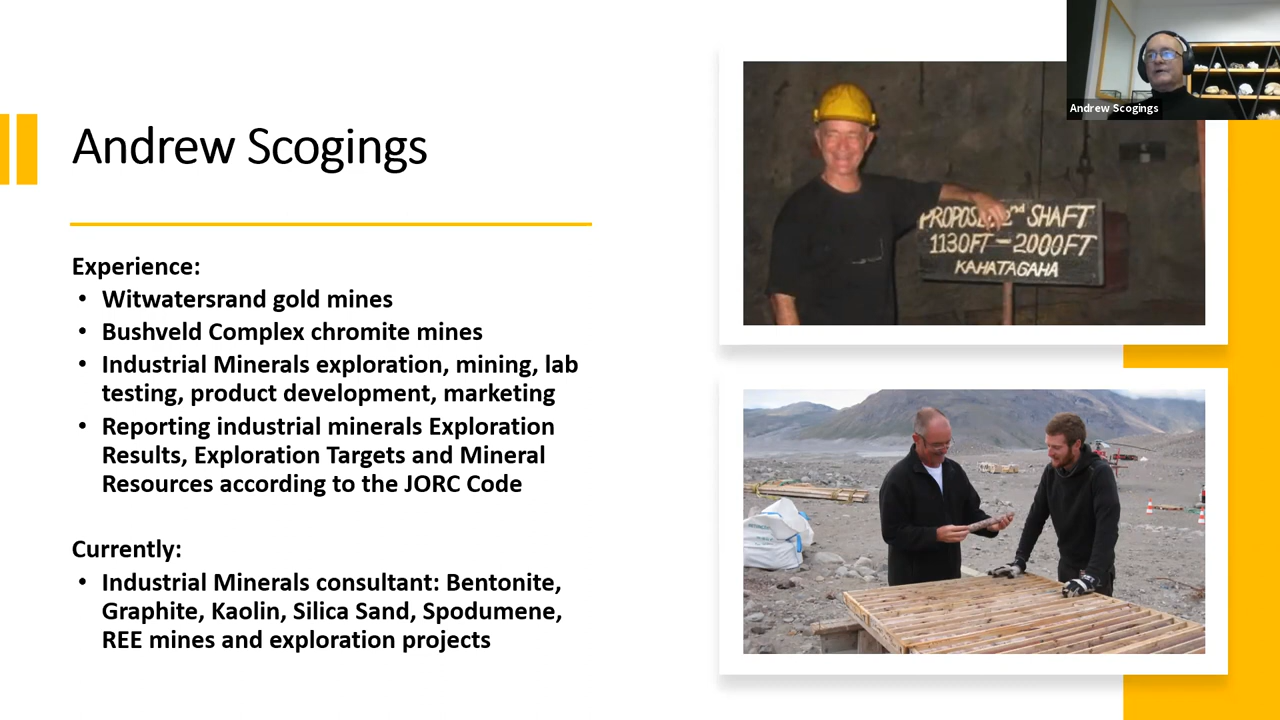 Andrew Scogings
Andrew Scogings
Experience:
• Witwatersrand gold mines
• Bushveld Complex chromite mines
• Industrial Minerals exploration, mining, lab
testing, product development, marketing
• Reporting industrial minerals Exploration
Results, Exploration Targets and Mineral
Resources according to the JORC Code
Currently:
• Industrial Minerals consultant: Bentonite,
Graphite, Kaolin, Silica Sand, Spodumene,
REE mines and exploration projects
2nd SHAFT
1130FT – 2000FT
KAHATAGAHA